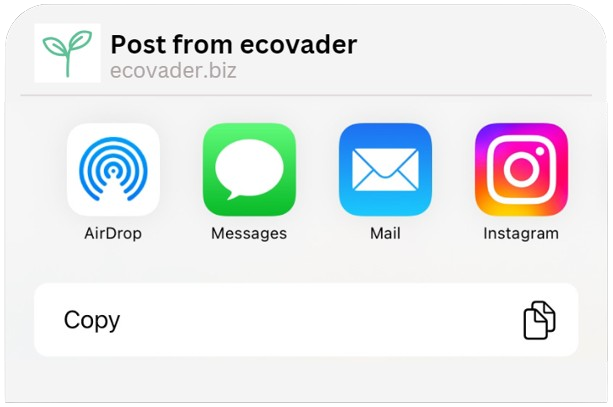 Post from ecovader
ecovader.biz
AirDrop
Messages
Mail
Instagram
Copy